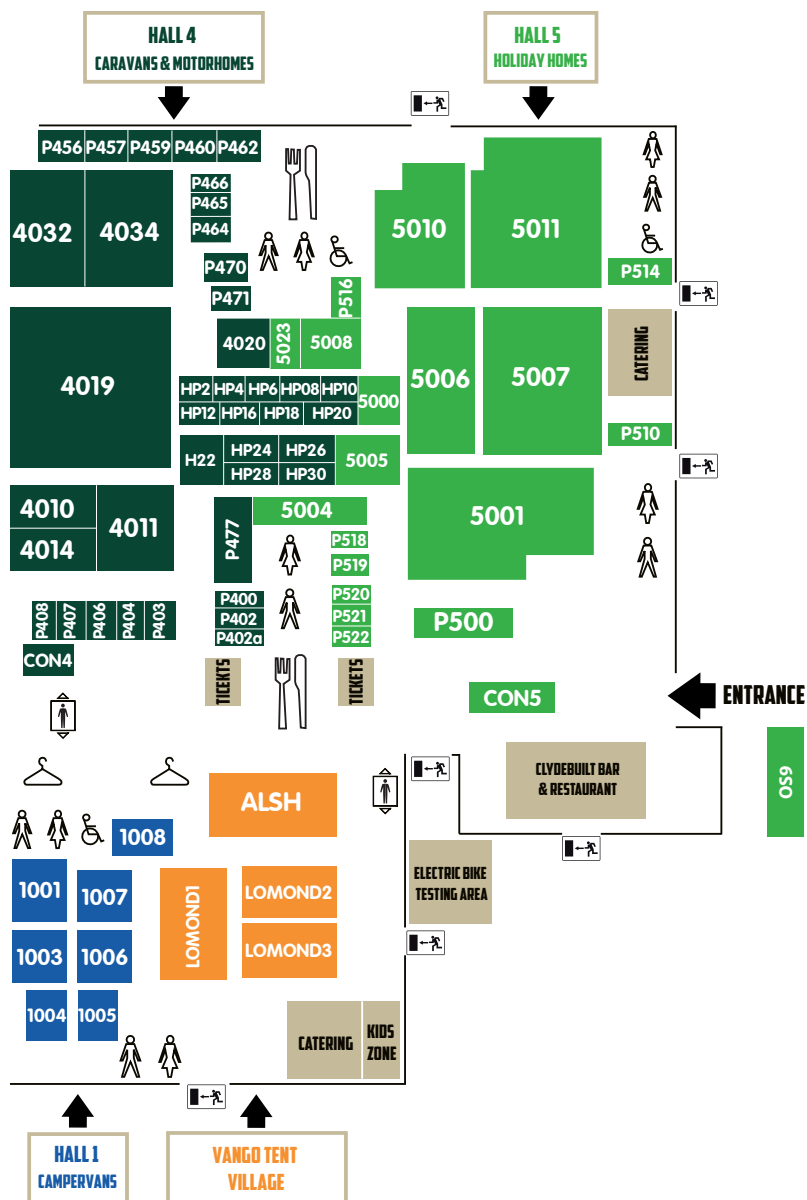 HALL 4
CARAVANS & MOTORHOMES
HALL 5
HOLIDAY HOMES
P456 P457 P459 P460 P462
P466
P465
P464
4032 4034
5010 5011
P470
P471
P514
P516
4020 5023 5008
4019
5006 5007
CATERING
HP2 HP4 HP6 HP08 HP10
5000
HP12 HP16 HP18 HP20
P510
H22 HP24 HP26
HP28 HP30
5005
4010
4014
4011
P477
5004
5001
P518
P519
P408 P407 P406 P404 P403
P400
P402
P402a
P520
P521
P522
P500
CON4
TICEKTS
TICKETS
CON5
ENTRANCE
OS9
CLYDEBUILT BAR
& RESTAURANT
ALSH
1008
ELECTRIC BIKE
TESTING AREA
1001 1007
LOMOND1
LOMOND2
LOMOND3
1003 1006
1004 1005
CATERING
KIDS
ZONE
HALL 1
CAMPERVANS
VANGO TENT
VILLAGE